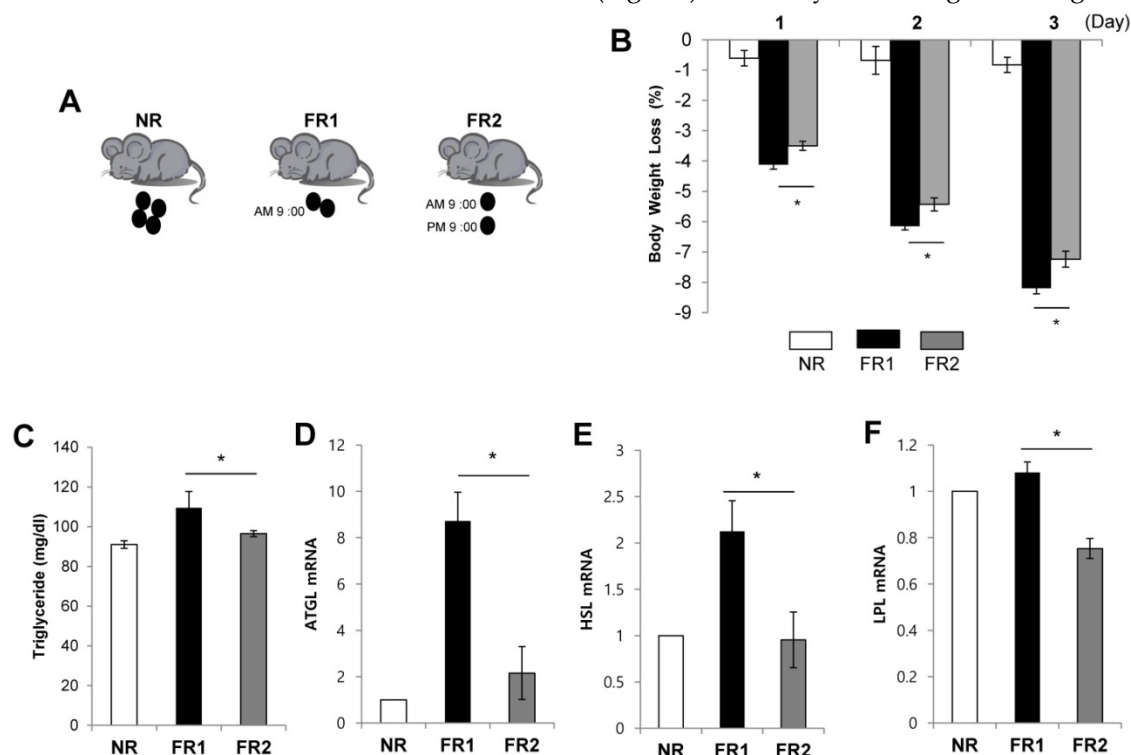 A
NR
FR1
FR2
AM 9 :00
AM 9 :00
PM 9 :00
B
1 2 3 (Day)
Body Weight Loss (%)
0
-1
-2
-3
-4
-5
-6
-7
-8
-9
*
*
*
NR FR1 FR2
C
Triglyceride (mg/dl)
140
120
100
80
60
40
20
0
*
NR FR1 FR2
D
ATGL mRNA
12
10
8
6
4
2
0
*
NR FR1 FR2
E
HSL mRNA
3
2.5
2
1.5
1
0.5
0
*
NR FR1 FR2
F
LPL mRNA
1.2
1
0.8
0.6
0.4
0.2
0
*
NR FR1 FR2